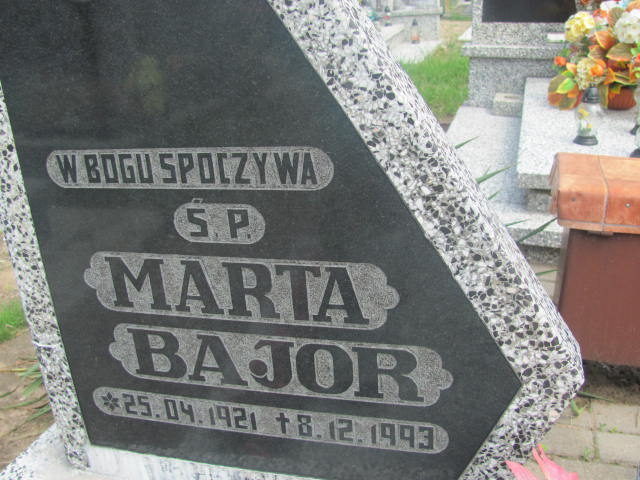 W BOGU SPOCZYWA
Ś.P.
MARTA
BAJOR
*25.04.1921 ✝8.12.1993